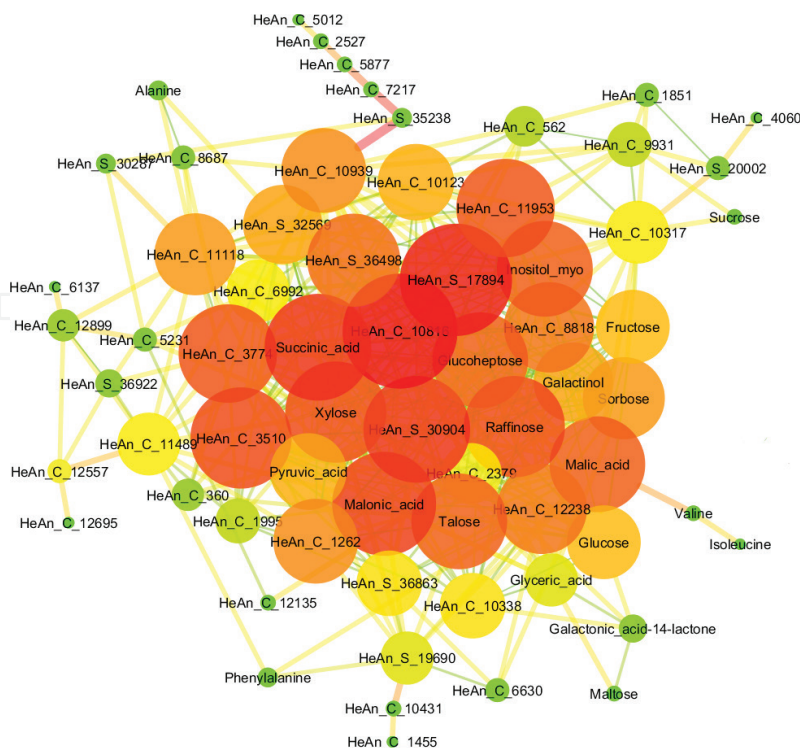 HeAn_C_5012
HeAn_C_2527
HeAn_C_5877
HeAn_C_7217
HeAn_S_35238
Alanine
HeAn_C_1851
HeAn_C_4060
HeAn_C_562
HeAn_C_9931
HeAn_S_30287
HeAn_C_8687
HeAn_S_20002
HeAn_C_10939
HeAn_C_10123
HeAn_C_11953
Sucrose
HeAn_S_32569
HeAn_C_10317
HeAn_C_11118
HeAn_S_36498
Inositol_myo
HeAn_S_17894
HeAn_C_6137
HeAn_C_6992
HeAn_C_12899
HeAn_C_8818
Fructose
HeAn_C_5231
HeAn_C_3774
Succinic_acid
Glucoheptose
HeAn_S_36922
Galactinol
Sorbose
Xylose
HeAn_S_30904
Raffinose
HeAn_C_11489
HeAn_C_3510
HeAn_C_12557
Pyruvic_acid
HeAn_C_2379
Malic_acid
HeAn_C_360
Malonic_acid
HeAn_C_12238
Valine
HeAn_C_12695
HeAn_C_1995
Talose
HeAn_C_1262
Glucose
Isoleucine
HeAn_S_36863
Glyceric_acid
HeAn_C_12135
HeAn_C_10338
Galactonic_acid-14-lactone
HeAn_S_19690
Phenylalanine
HeAn_C_6630
Maltose
HeAn_C_10431
HeAn_C_1455